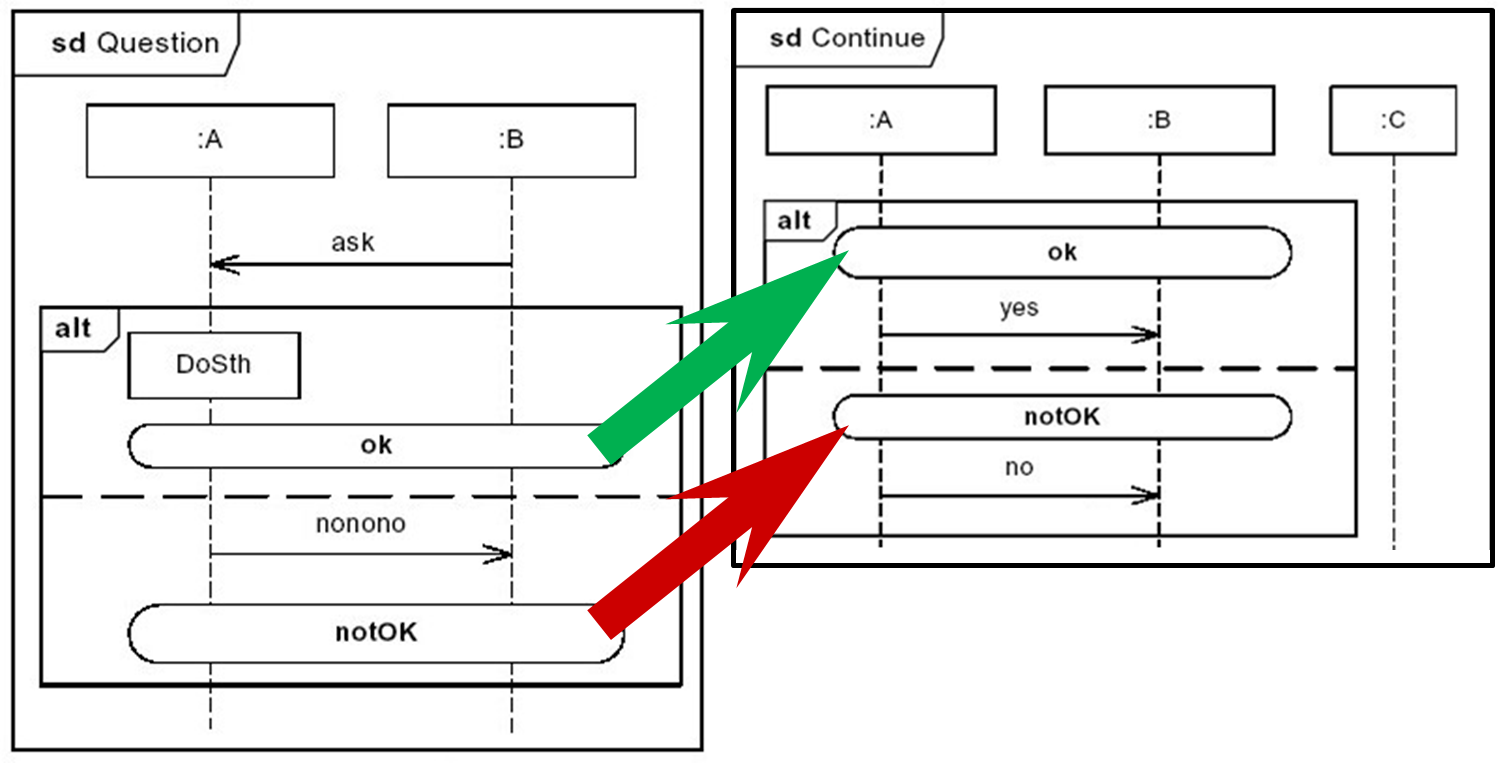 sd Question
:A
:B
ask
alt
DoSth
ok
nonono
notOK
sd Continue
:A
:B
:C
alt
ok
yes
notOK
no